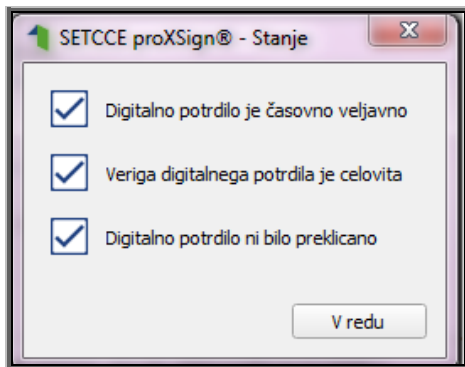 SETCCE proXSign® - Stanje
Digitalno potrdilo je časovno veljavno
Veriga digitalnega potrdila je celovita
Digitalno potrdilo ni bilo preklicano
V redu